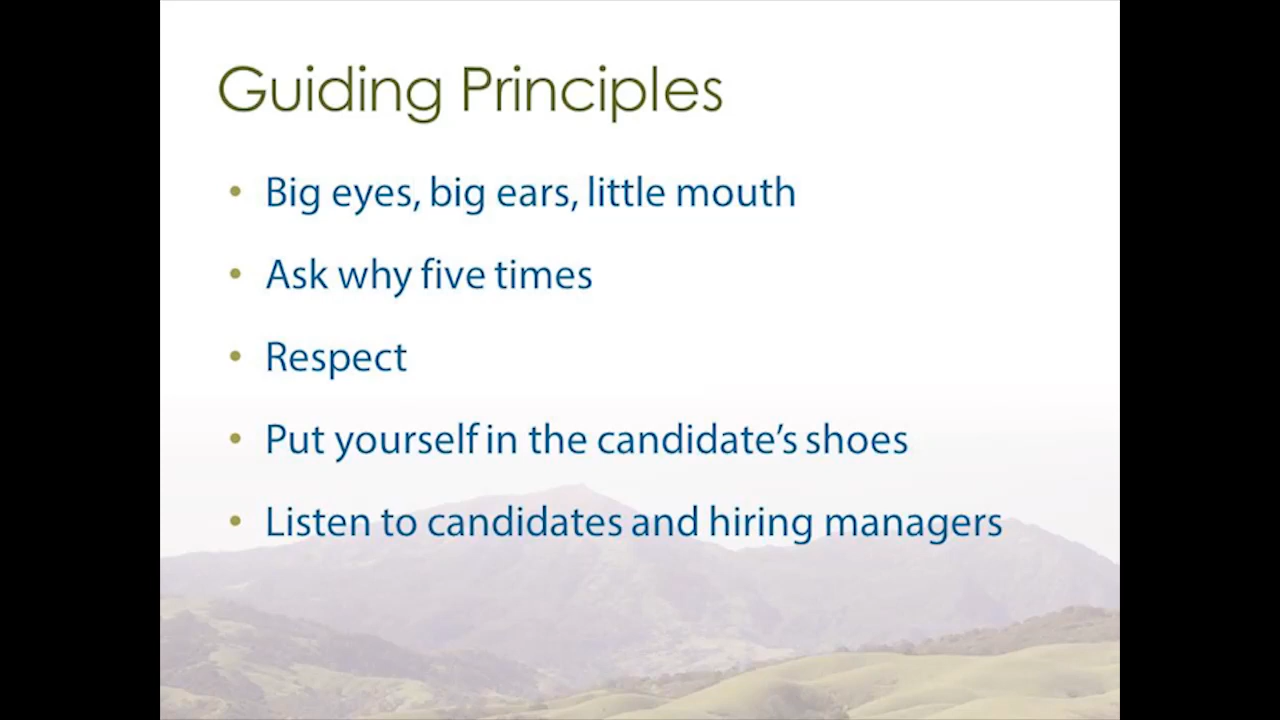 Guiding Principles
• Big eyes, big ears, little mouth
• Ask why five times
• Respect
• Put yourself in the candidate’s shoes
• Listen to candidates and hiring managers